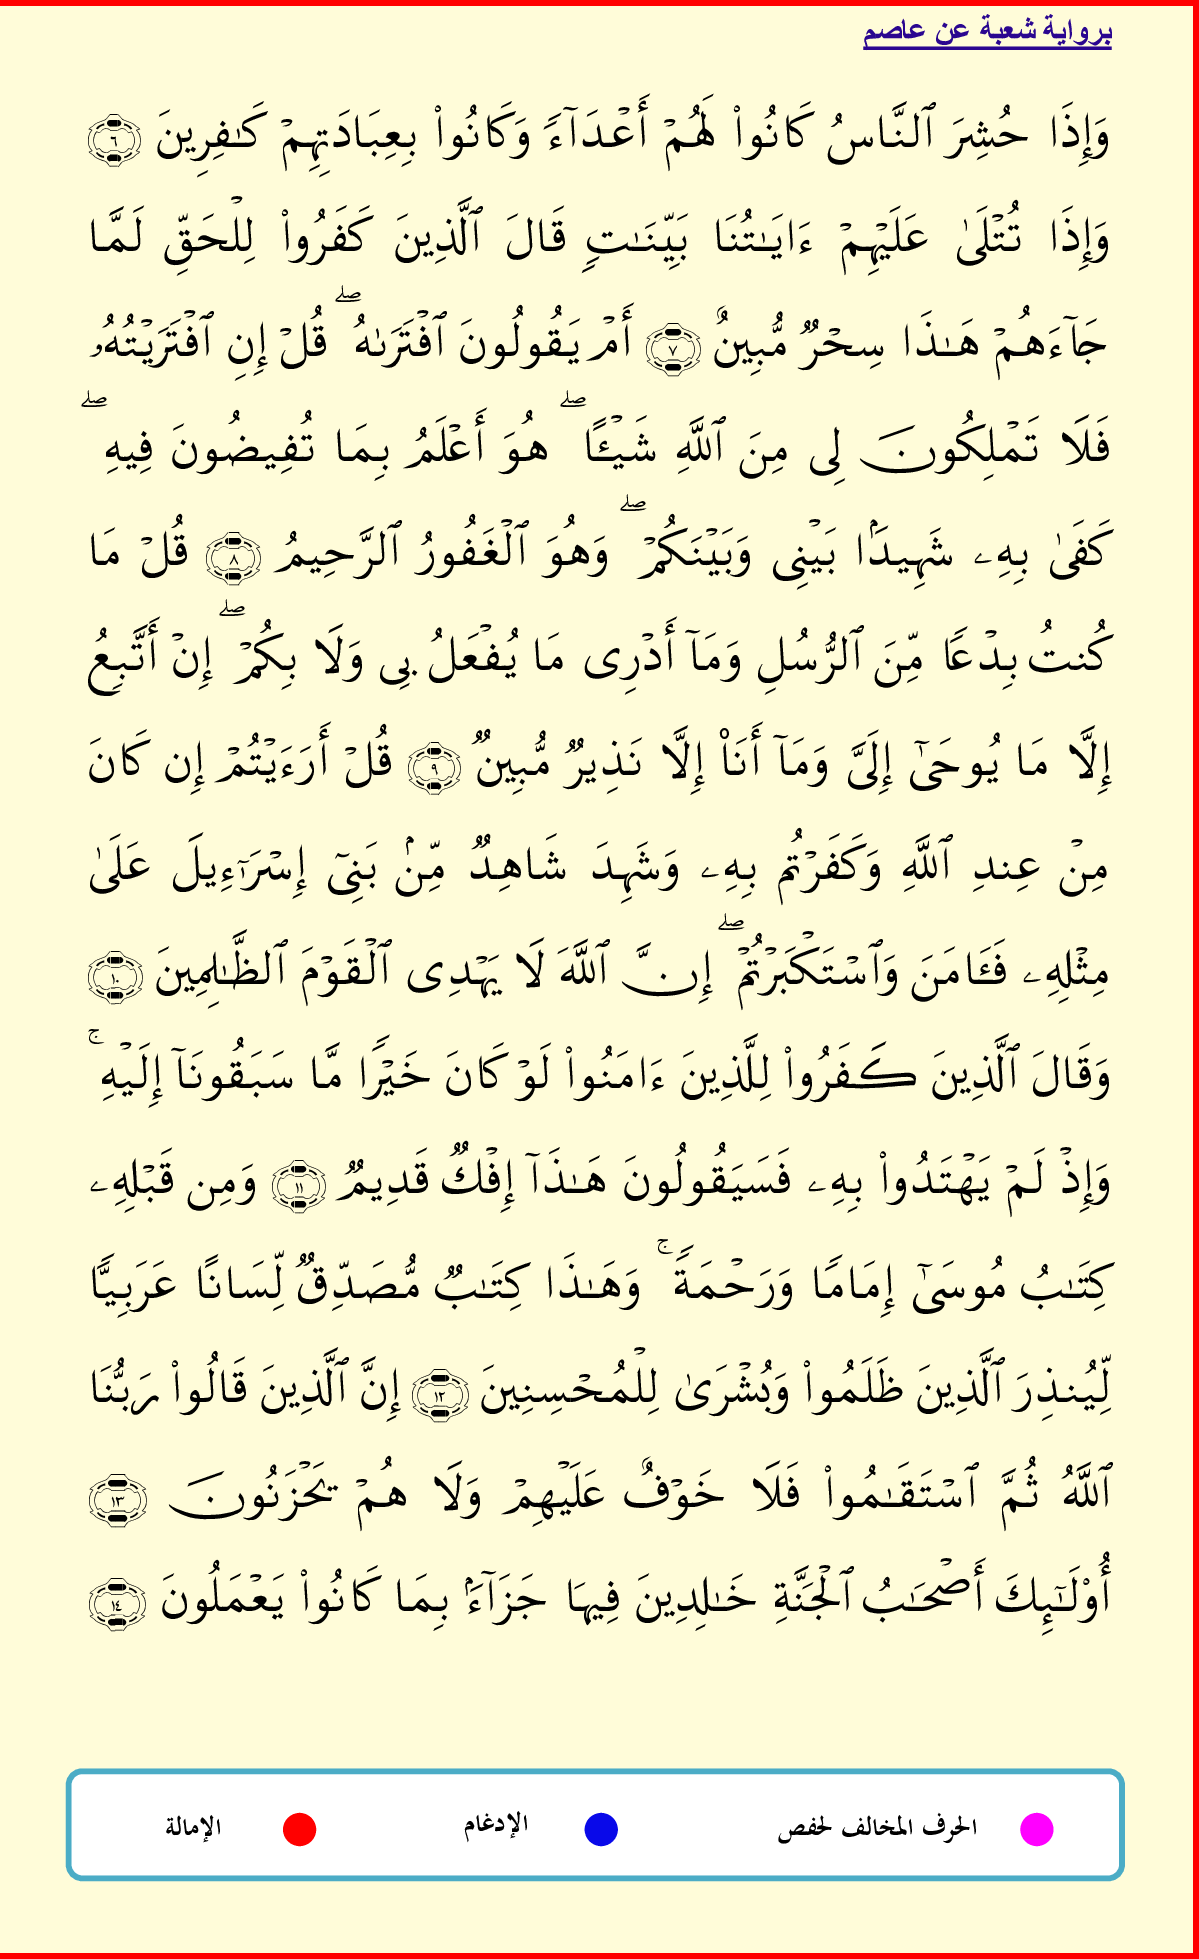 برواية شعبة عن عاصم
وَإِذَا حُشِرَ ٱلنَّاسُ كَانُوا۟ لَهُمۡ أَعۡدَآءٗ وَكَانُوا۟ بِعِبَادَتِهِمۡ كَٰفِرِينَ ٦
وَإِذَا تُتۡلَىٰ عَلَيۡهِمۡ ءَايَٰتُنَا بَيِّنَٰتٖ قَالَ ٱلَّذِينَ كَفَرُوا۟ لِلۡحَقِّ لَمَّا
جَآءَهُمۡ هَٰذَا سِحۡرٞ مُّبِينٌ ٧ أَمۡ يَقُولُونَ ٱفۡتَرَىٰهُۖ قُلۡ إِنِ ٱفۡتَرَيۡتُهُۥ
فَلَا تَمۡلِكُونَ لِى مِنَ ٱللَّهِ شَيۡـًٔاۖ هُوَ أَعۡلَمُ بِمَا تُفِيضُونَ فِيهِۖ
كَفَىٰ بِهِۦ شَهِيدَۢا بَيۡنِى وَبَيۡنَكُمۡۖ وَهُوَ ٱلۡغَفُورُ ٱلرَّحِيمُ ٨ قُلۡ مَا
كُنتُ بِدۡعٗا مِّنَ ٱلرُّسُلِ وَمَآ أَدۡرِى مَا يُفۡعَلُ بِى وَلَا بِكُمۡۖ إِنۡ أَتَّبِعُ
إِلَّا مَا يُوحَىٰٓ إِلَىَّ وَمَآ أَنَا۠ إِلَّا نَذِيرٞ مُّبِينٞ ٩ قُلۡ أَرَءَيۡتُمۡ إِن كَانَ
مِنۡ عِندِ ٱللَّهِ وَكَفَرۡتُم بِهِۦ وَشَهِدَ شَاهِدٞ مِّنۢ بَنِىٓ إِسۡرَٰٓءِيلَ عَلَىٰ
مِثۡلِهِۦ فَـَٔامَنَ وَٱسۡتَكۡبَرۡتُمۡۖ إِنَّ ٱللَّهَ لَا يَهۡدِى ٱلۡقَوۡمَ ٱلظَّٰلِمِينَ ١٠
وَقَالَ ٱلَّذِينَ كَفَرُوا۟ لِلَّذِينَ ءَامَنُوا۟ لَوۡ كَانَ خَيۡرٗا مَّا سَبَقُونَآ إِلَيۡهِۚ
وَإِذۡ لَمۡ يَهۡتَدُوا۟ بِهِۦ فَسَيَقُولُونَ هَٰذَآ إِفۡكٞ قَدِيمٞ ١١ وَمِن قَبۡلِهِۦ
كِتَٰبُ مُوسَىٰٓ إِمَامٗا وَرَحۡمَةٗۚ وَهَٰذَا كِتَٰبٞ مُّصَدِّقٞ لِّسَانًا عَرَبِيّٗا
لِّيُنذِرَ ٱلَّذِينَ ظَلَمُوا۟ وَبُشۡرَىٰ لِلۡمُحۡسِنِينَ ١٢ إِنَّ ٱلَّذِينَ قَالُوا۟ رَبُّنَا
ٱللَّهُ ثُمَّ ٱسۡتَقَٰمُوا۟ فَلَا خَوۡفٌ عَلَيۡهِمۡ وَلَا هُمۡ يَحۡزَنُونَ ١٣
أُو۟لَٰٓئِكَ أَصۡحَٰبُ ٱلۡجَنَّةِ خَٰلِدِينَ فِيهَا جَزَآءَۢ بِمَا كَانُوا۟ يَعۡمَلُونَ ١٤
الحرف المخالف لحفص الإدغام الإمالة